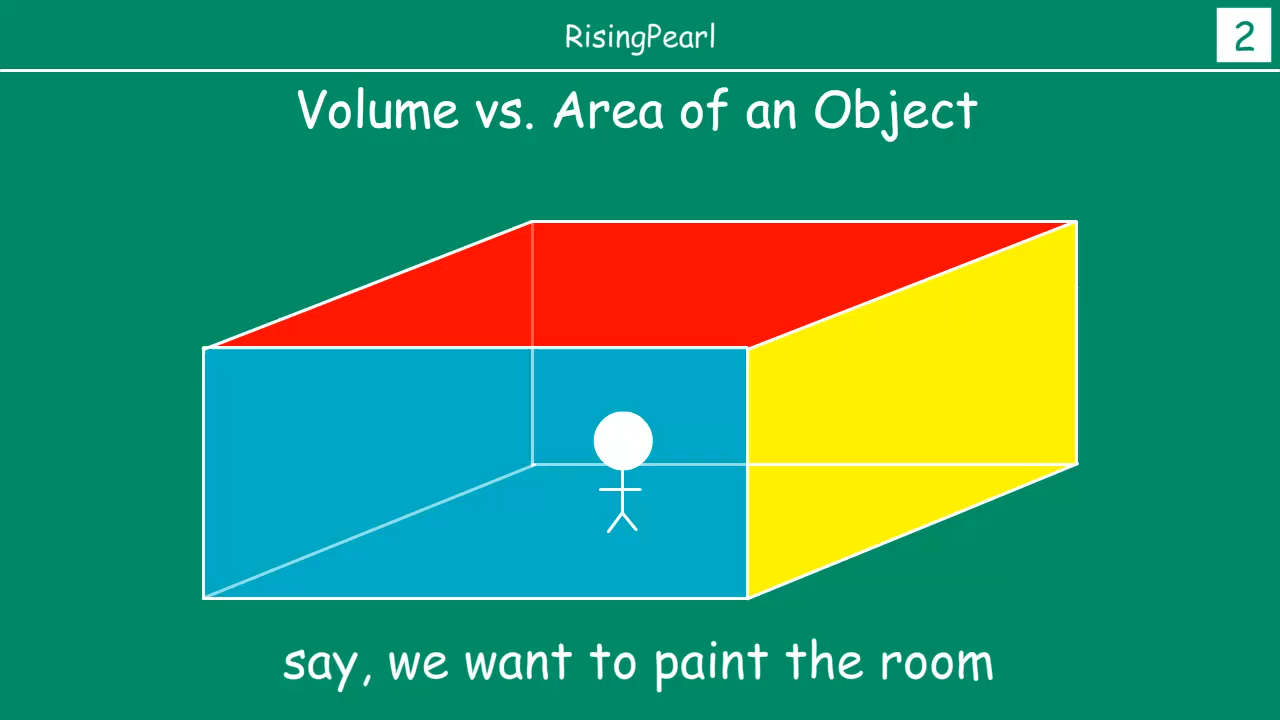 RisingPearl
2
Volume vs. Area of an Object
say, we want to paint the room